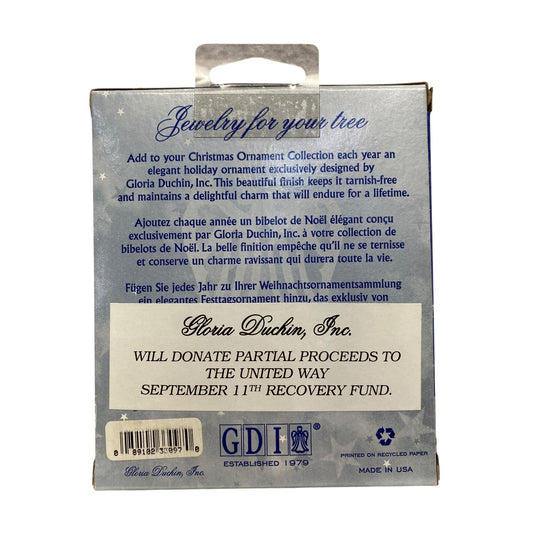 Jewelry for your tree
Add to your Christmas Ornament Collection each year an
elegant holiday ornament exclusively designed by
Gloria Duchin, Inc. This beautiful finish keeps it tarnish-free
and maintains a delightful charm that will endure for a lifetime.
Ajoutez chaque année un bibelot de Noël élégant conçu
exclusivement par Gloria Duchin, Inc. à votre collection de
bibelots de Noël. La belle finition empêche qu'il ne se ternisse
et conserve un charme ravissant qui durera toute la vie.
Fügen Sie jedes Jahr zu Ihrer Weihnachtsornamentsammlung
ein elegantes Festtagsornament hinzu, das exklusiv von
Gloria Duchin, Inc.
WILL DONATE PARTIAL PROCEEDS TO
THE UNITED WAY
SEPTEMBER 11TH RECOVERY FUND.
GDI ®
ESTABLISHED 1979
PRINTED ON RECYCLED PAPER
MADE IN USA
Gloria Duchin, Inc.